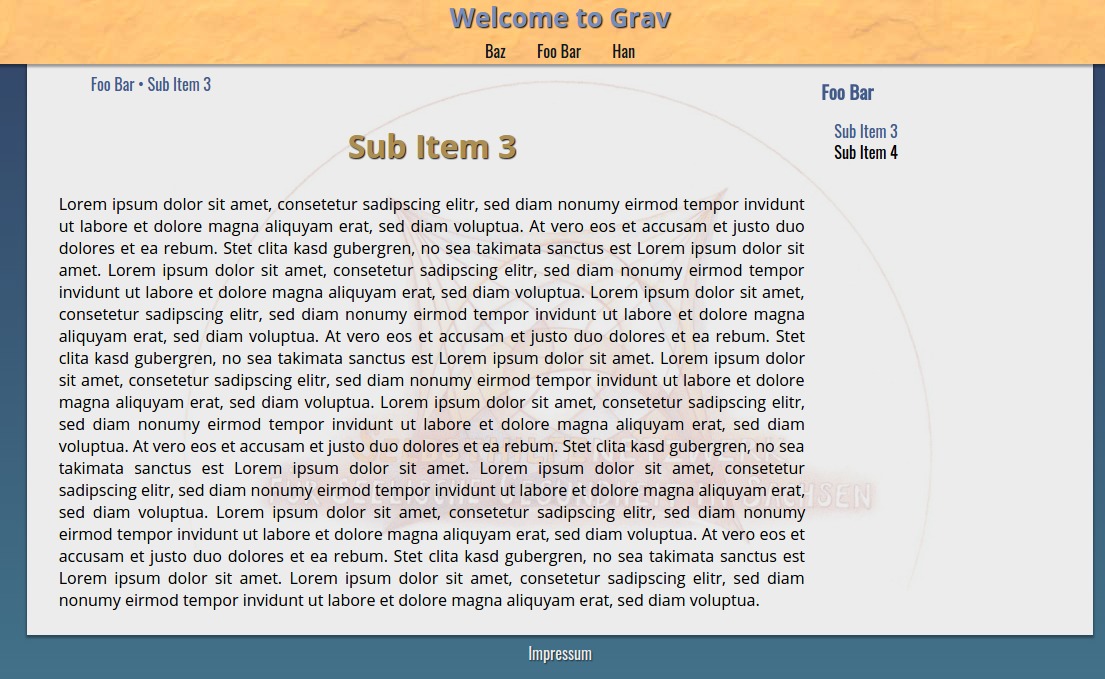 Welcome to Grav
Baz Foo Bar Han
Foo Bar • Sub Item 3
Foo Bar
Sub Item 3
Sub Item 4
Sub Item 3
Lorem ipsum dolor sit amet, consetetur sadipscing elitr, sed diam nonumy eirmod tempor invidunt
ut labore et dolore magna aliquyam erat, sed diam voluptua. At vero eos et accusam et justo duo
dolores et ea rebum. Stet clita kasd gubergren, no sea takimata sanctus est Lorem ipsum dolor sit
amet. Lorem ipsum dolor sit amet, consetetur sadipscing elitr, sed diam nonumy eirmod tempor
invidunt ut labore et dolore magna aliquyam erat, sed diam voluptua. Lorem ipsum dolor sit amet,
consetetur sadipscing elitr, sed diam nonumy eirmod tempor invidunt ut labore et dolore magna
aliquyam erat, sed diam voluptua. At vero eos et accusam et justo duo dolores et ea rebum. Stet
clita kasd gubergren, no sea takimata sanctus est Lorem ipsum dolor sit amet. Lorem ipsum dolor
sit amet, consetetur sadipscing elitr, sed diam nonumy eirmod tempor invidunt ut labore et dolore
magna aliquyam erat, sed diam voluptua. Lorem ipsum dolor sit amet, consetetur sadipscing elitr,
sed diam nonumy eirmod tempor invidunt ut labore et dolore magna aliquyam erat, sed diam
voluptua. At vero eos et accusam et justo duo dolores et ea rebum. Stet clita kasd gubergren, no sea
takimata sanctus est Lorem ipsum dolor sit amet. Lorem ipsum dolor sit amet, consetetur
sadipscing elitr, sed diam nonumy eirmod tempor invidunt ut labore et dolore magna aliquyam erat,
sed diam voluptua. Lorem ipsum dolor sit amet, consetetur sadipscing elitr, sed diam nonumy
eirmod tempor invidunt ut labore et dolore magna aliquyam erat, sed diam voluptua. At vero eos et
accusam et justo duo dolores et ea rebum. Stet clita kasd gubergren, no sea takimata sanctus est
Lorem ipsum dolor sit amet. Lorem ipsum dolor sit amet, consetetur sadipscing elitr, sed diam
nonumy eirmod tempor invidunt ut labore et dolore magna aliquyam erat, sed diam voluptua.
Selbsthilfenetzwerk
für Seelische Gesundheit in Sachsen
Impressum